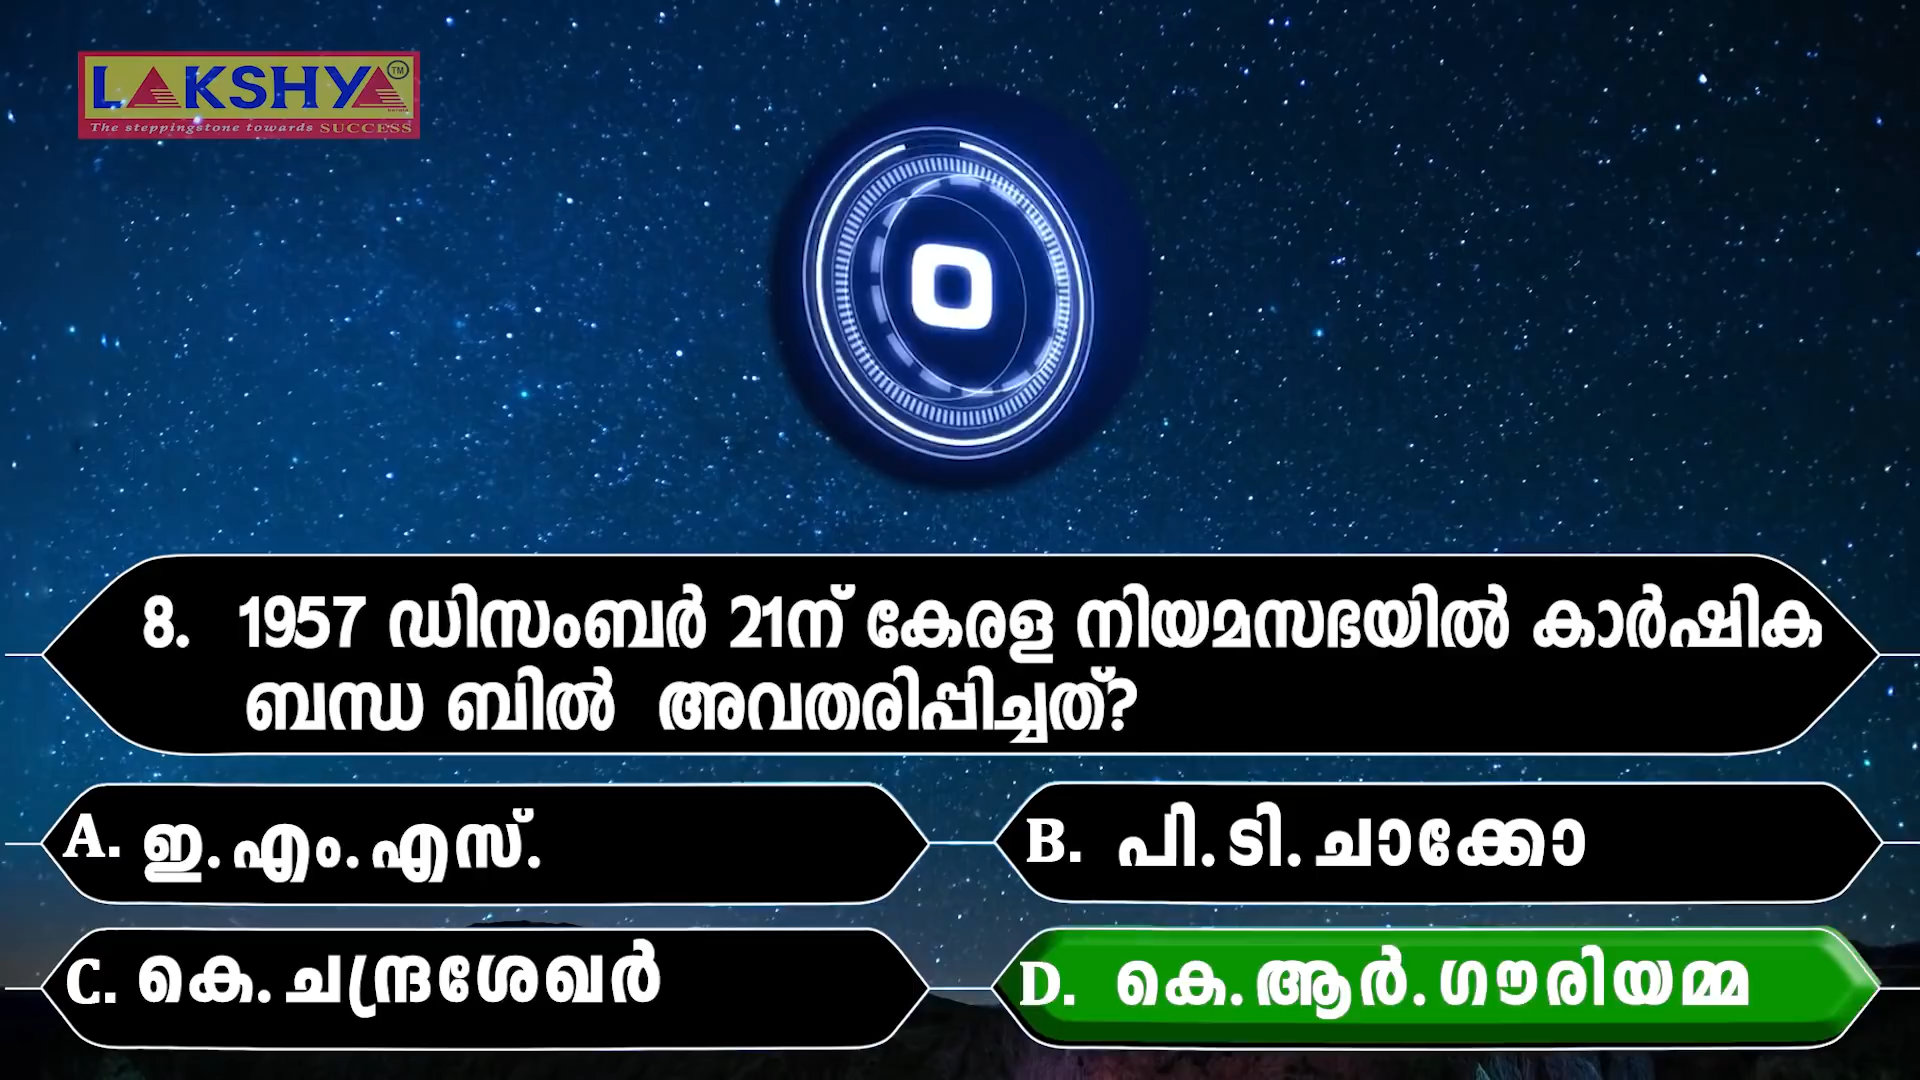 LAKSHYA TM
The steppingstone towards SUCCESS
0
8. 1957 ഡിസംബർ 21ന് കേരള നിയമസഭയിൽ കാർഷിക
ബന്ധ ബിൽ അവതരിപ്പിച്ചത്?
A. ഇ.എം.എസ്.
B. പി.ടി.ചാക്കോ
C. കെ.ചന്ദ്രശേഖർ
D. കെ.ആർ.ഗൗരിയമ്മ